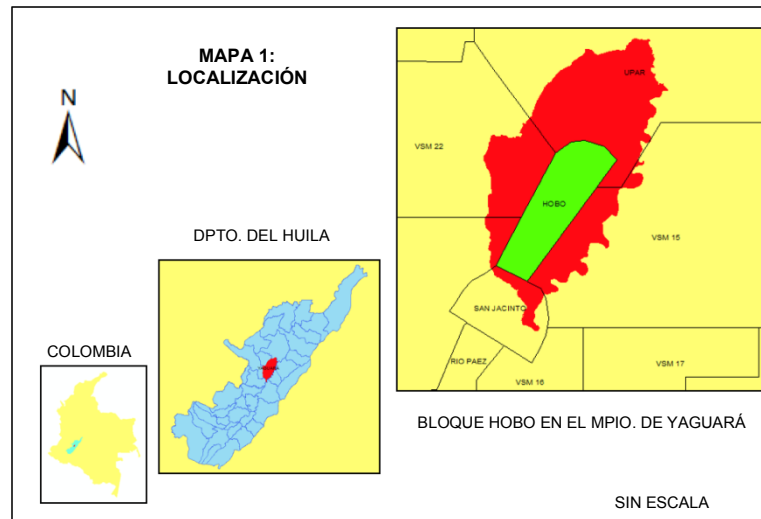 MAPA 1:
LOCALIZACIÓN
N
UPAR
VSM 22
HOBO
VSM 15
SAN JACINTO
RIO PAEZ
VSM 16
VSM 17
DPTO. DEL HUILA
COLOMBIA
BLOQUE HOBO EN EL MPIO. DE YAGUARÁ
SIN ESCALA